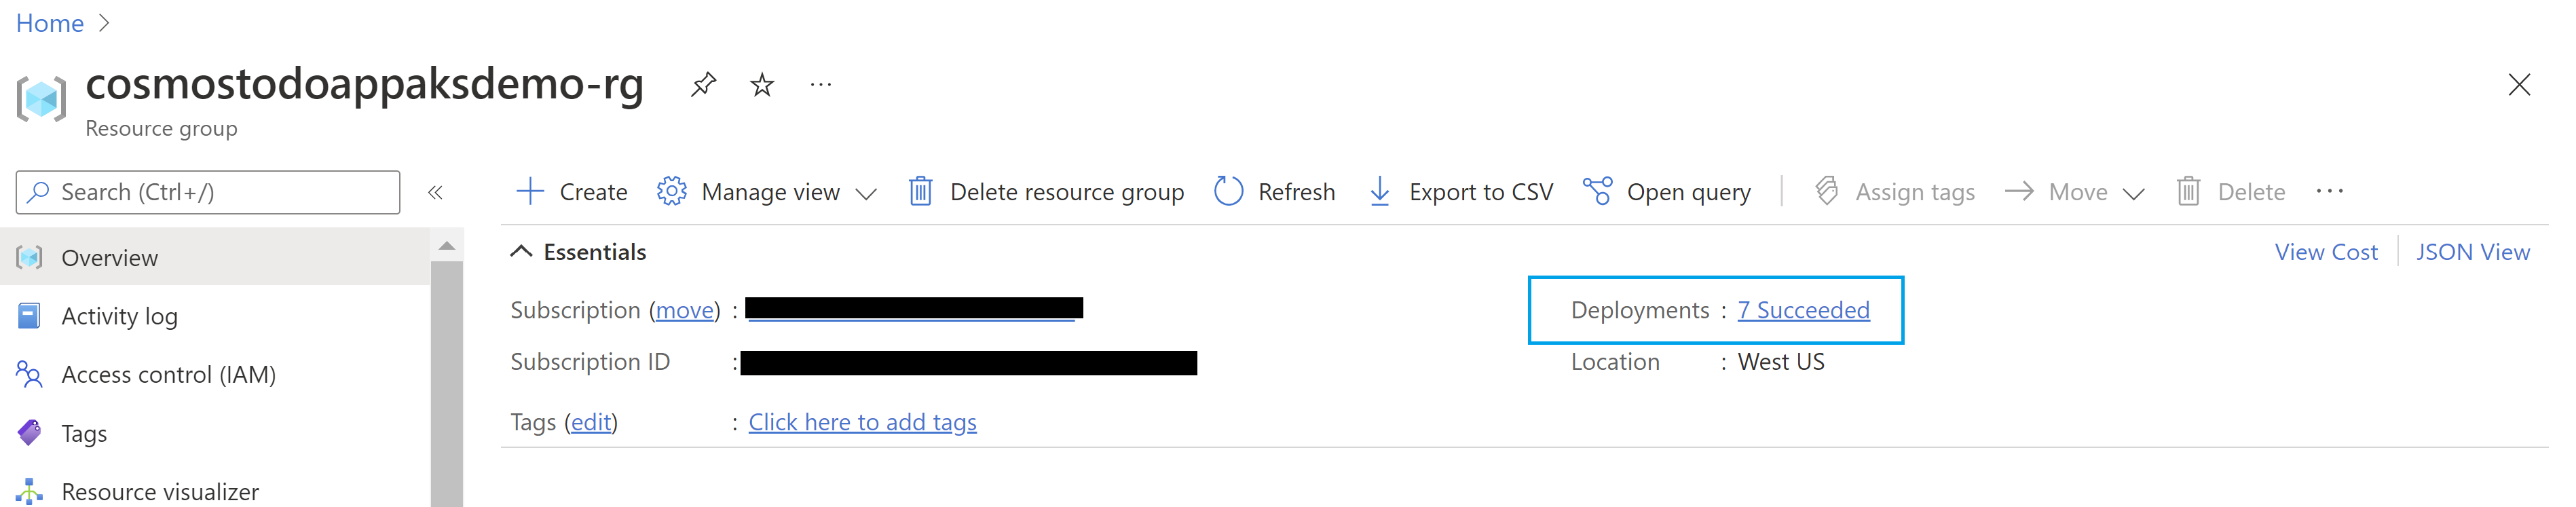 Home
cosmostodoappaksdemo-rg
Resource group
Search (Ctrl+/)
Create Manage view Delete resource group Refresh Export to CSV Open query Assign tags Move Delete
Overview
Activity log
Access control (IAM)
Tags
Resource visualizer
Essentials
View Cost JSON View
Subscription (move) :
Deployments : 7 Succeeded
Subscription ID :
Location : West US
Tags (edit) : Click here to add tags